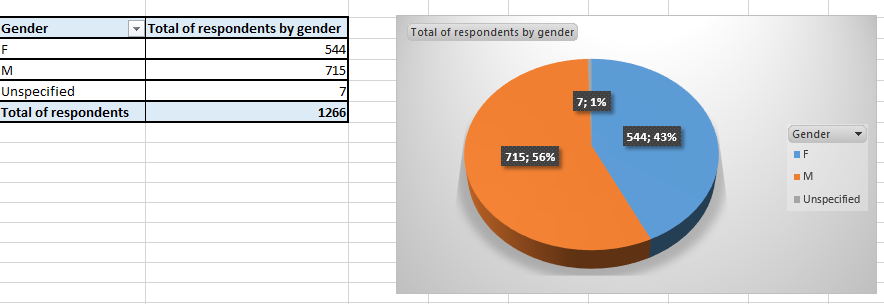 Gender Total of respondents by gender
F 544
M 715
Unspecified 7
Total of respondents 1266
Total of respondents by gender
7; 1%
544; 43%
715; 56%
Gender
F
M
Unspecified